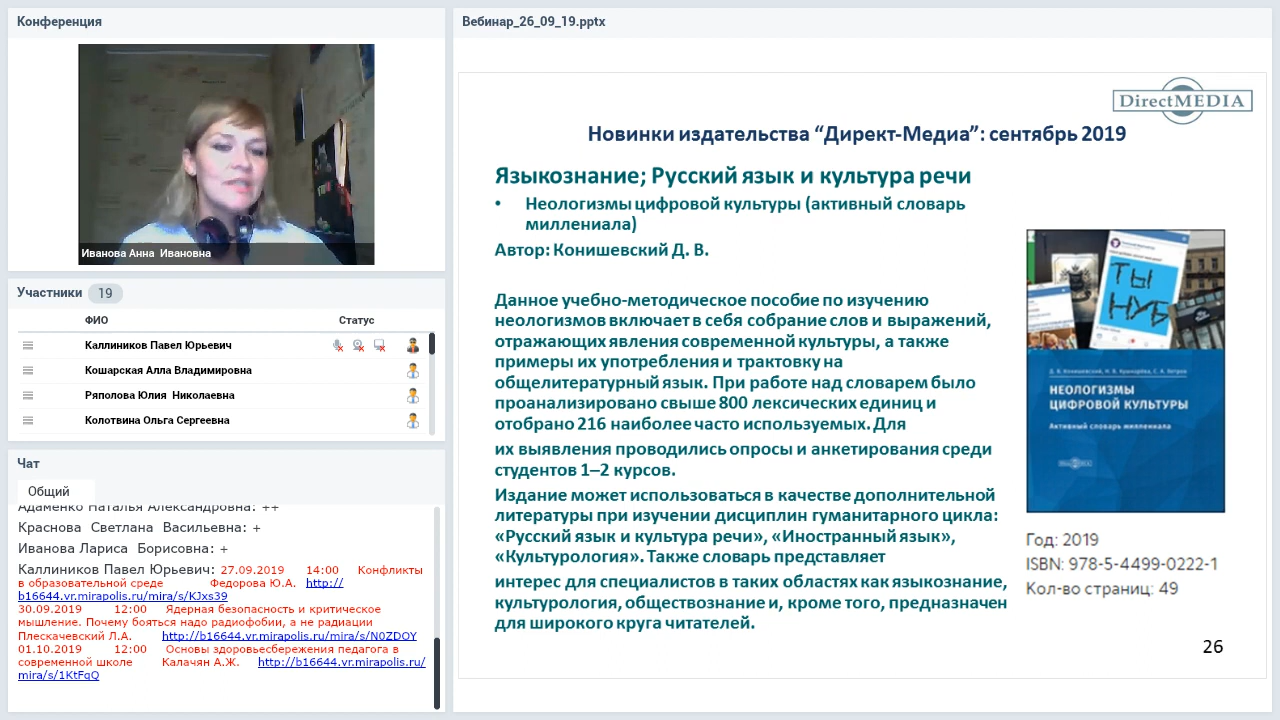 Конференция
Иванова Анна  Ивановна
Участники 19
ФИО Статус
Каллиников Павел Юрьевич
Кошарская Алла Владимировна
Ряполова Юлия  Николаевна
Колотвина Ольга Сергеевна
Чат
Общий
Адаменко Наталья Александровна: ++
Краснова  Светлана  Васильевна: +
Иванова Лариса  Борисовна: +
Каллиников Павел Юрьевич: 27.09.2019 14:00 Конфликты
в образовательной среде Федорова Ю.А. http://
b16644.vr.mirapolis.ru/mira/s/KJxs39
30.09.2019 12:00 Ядерная безопасность и критическое
мышление. Почему бояться надо радиофобии, а не радиации
Плескачевский Л.А. http://b16644.vr.mirapolis.ru/mira/s/N0ZDOY
01.10.2019 12:00 Основы здоровьесбережения педагога в
современной школе Калачян А.Ж. http://b16644.vr.mirapolis.ru/
mira/s/1KtFqQ
Вебинар_26_09_19.pptx
DirectMEDIA
Новинки издательства “Директ-Медиа”: сентябрь 2019
Языкознание; Русский язык и культура речи
• Неологизмы цифровой культуры (активный словарь
миллениала)
Автор: Конишевский Д. В.
Данное учебно-методическое пособие по изучению
неологизмов включает в себя собрание слов и выражений,
отражающих явления современной культуры, а также
примеры их употребления и трактовку на
общелитературный язык. При работе над словарем было
проанализировано свыше 800 лексических единиц и
отобрано 216 наиболее часто используемых. Для
их выявления проводились опросы и анкетирования среди
студентов 1–2 курсов.
Издание может использоваться в качестве дополнительной
литературы при изучении дисциплин гуманитарного цикла:
«Русский язык и культура речи», «Иностранный язык»,
«Культурология». Также словарь представляет
интерес для специалистов в таких областях как языкознание,
культурология, обществознание и, кроме того, предназначен
для широкого круга читателей.
ТЫ
НУБ
НЕОЛОГИЗМЫ
ЦИФРОВОЙ КУЛЬТУРЫ
Активный словарь миллениала
Год: 2019
ISBN: 978-5-4499-0222-1
Кол-во страниц: 49
26